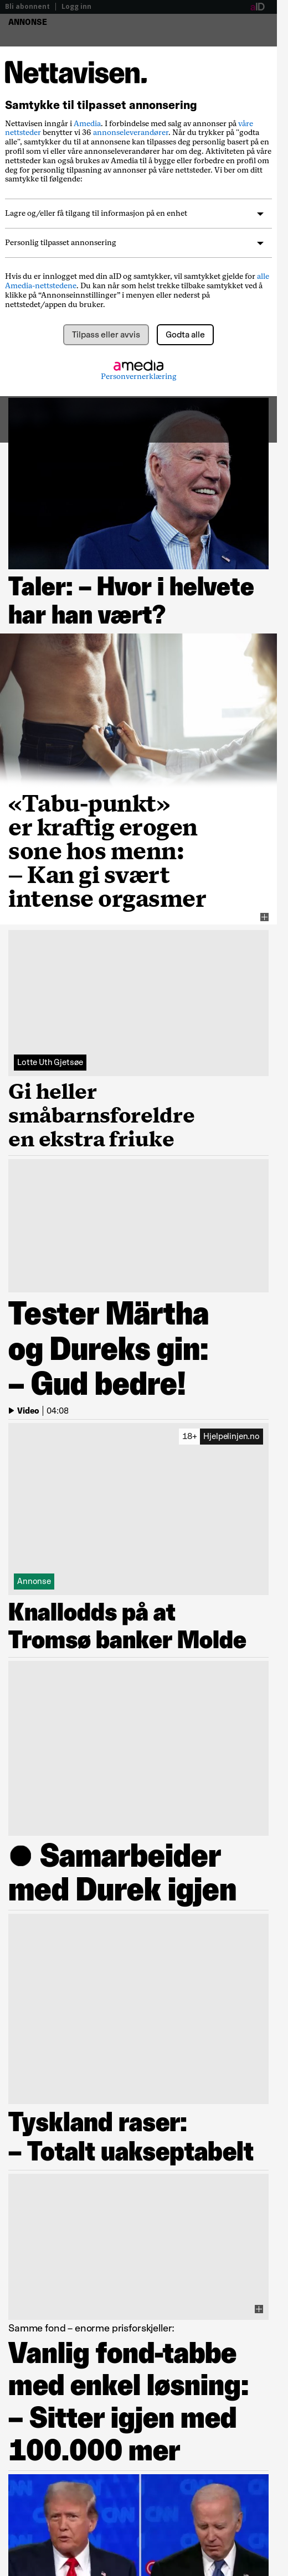 Bli abonnent | Logg inn
aID
ANNONSE
Nettavisen.
Samtykke til tilpasset annonsering
Nettavisen inngår i Amedia. I forbindelse med salg av annonser på våre
nettsteder benytter vi 36 annonseleverandører. Når du trykker på "godta
alle", samtykker du til at annonsene kan tilpasses deg personlig basert på en
profil som vi eller våre annonseleverandører har om deg. Aktiviteten på våre
nettsteder kan også brukes av Amedia til å bygge eller forbedre en profil om
deg for personlig tilpasning av annonser på våre nettsteder. Vi ber om ditt
samtykke til følgende:
Lagre og/eller få tilgang til informasjon på en enhet
Personlig tilpasset annonsering
Hvis du er innlogget med din aID og samtykker, vil samtykket gjelde for alle
Amedia-nettstedene. Du kan når som helst trekke tilbake samtykket ved å
klikke på “Annonseinnstillinger” i menyen eller nederst på
nettstedet/appen du bruker.
Tilpass eller avvis
Godta alle
amedia
Personvernerklæring
Taler: – Hvor i helvete
har han vært?
«Tabu-punkt»
er kraftig erogen
sone hos menn:
– Kan gi svært
intense orgasmer
Lotte Uth Gjetsøe
Gi heller
småbarnsforeldre
en ekstra friuke
Tester Märtha
og Dureks gin:
– Gud bedre!
Video | 04:08
18+ Hjelpelinjen.no
Annonse
Knallodds på at
Tromsø banker Molde
Samarbeider
med Durek igjen
Tyskland raser:
– Totalt uakseptabelt
Samme fond – enorme prisforskjeller:
Vanlig fond-tabbe
med enkel løsning:
– Sitter igjen med
100.000 mer